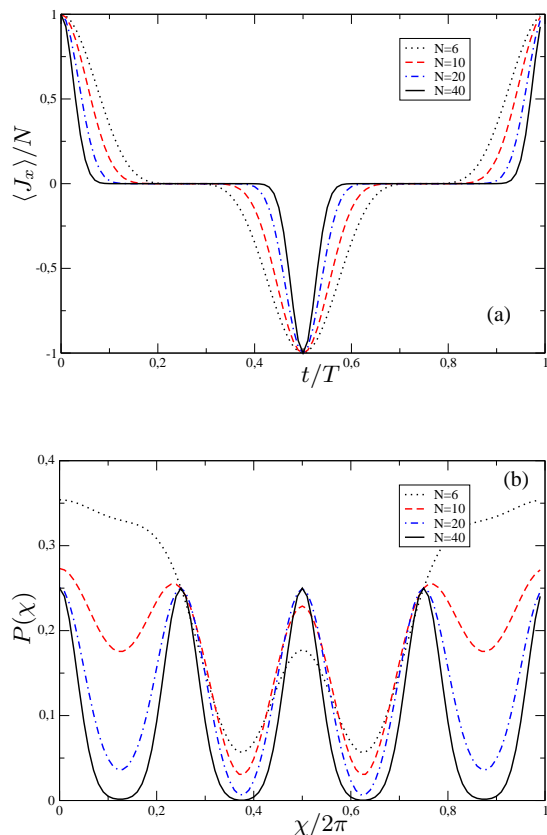 1
0,5
0
-0,5
-1
⟨J_x⟩/N
N=6
N=10
N=20
N=40
(a)
0 0,2 0,4 0,6 0,8 1
t/T
0,4
0,3
0,2
0,1
0
P(χ)
(b)
N=6
N=10
N=20
N=40
0 0,2 0,4 0,6 0,8 1
χ/2π